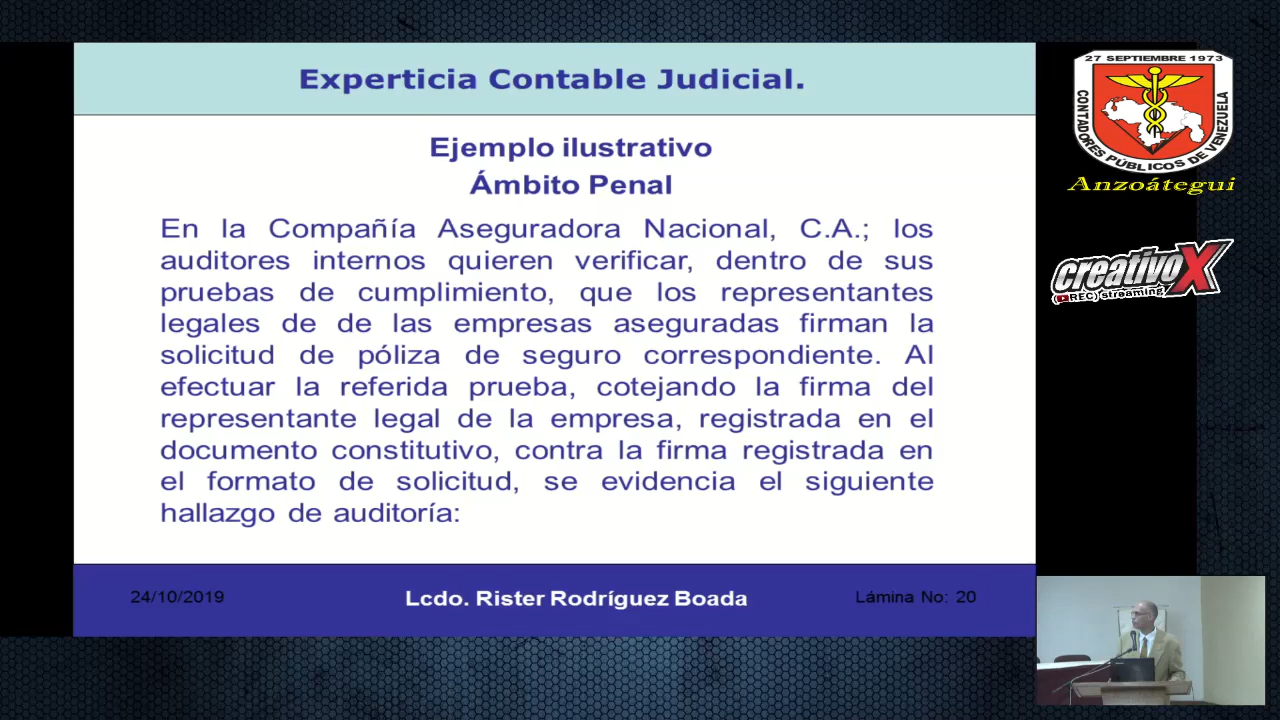 Experticia Contable Judicial.
Ejemplo ilustrativo
Ámbito Penal
En la Compañía Aseguradora Nacional, C.A.; los
auditores internos quieren verificar, dentro de sus
pruebas de cumplimiento, que los representantes
legales de de las empresas aseguradas firman la
solicitud de póliza de seguro correspondiente. Al
efectuar la referida prueba, cotejando la firma del
representante legal de la empresa, registrada en el
documento constitutivo, contra la firma registrada en
el formato de solicitud, se evidencia el siguiente
hallazgo de auditoría:
24/10/2019
Lcdo. Rister Rodríguez Boada
Lámina No: 20
27 SEPTIEMBRE 1973
CONTADORES PÚBLICOS DE VENEZUELA
Anzoátegui
creativoX
(REC) streaming